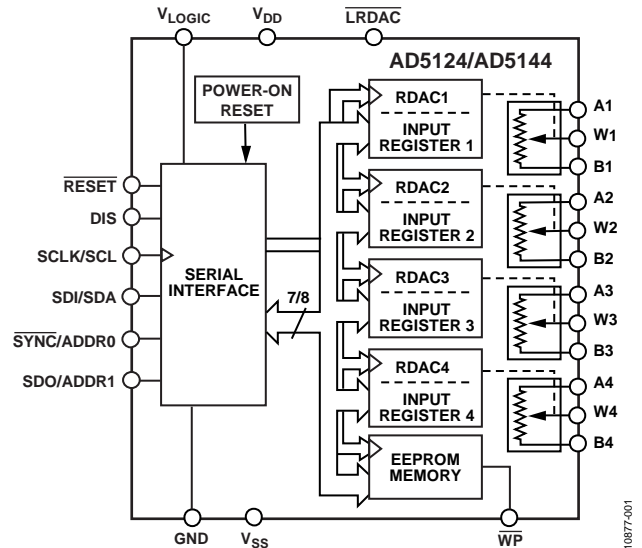 VLOGIC
VDD
LRDAC
AD5124/AD5144
POWER-ON
RESET
RDAC1
INPUT
REGISTER 1
A1
W1
B1
RESET
DIS
SCLK/SCL
SDI/SDA
SYNC/ADDR0
SDO/ADDR1
SERIAL
INTERFACE
7/8
RDAC2
INPUT
REGISTER 2
A2
W2
B2
RDAC3
INPUT
REGISTER 3
A3
W3
B3
RDAC4
INPUT
REGISTER 4
A4
W4
B4
EEPROM
MEMORY
GND
VSS
WP
10877-001